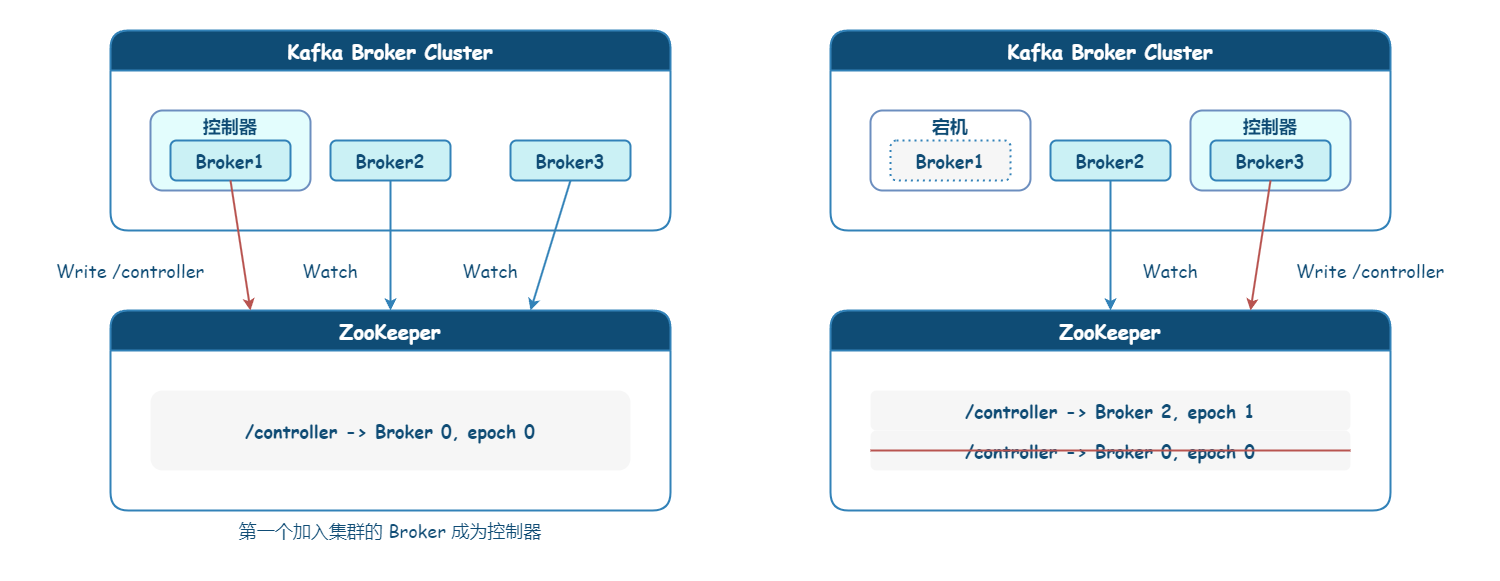 Kafka Broker Cluster
控制器
Broker1
Broker2
Broker3
Write /controller
Watch
Watch
ZooKeeper
/controller -> Broker 0, epoch 0
第一个加入集群的 Broker 成为控制器
Kafka Broker Cluster
宕机
Broker1
Broker2
控制器
Broker3
Watch
Write /controller
ZooKeeper
/controller -> Broker 2, epoch 1
/controller -> Broker 0, epoch 0